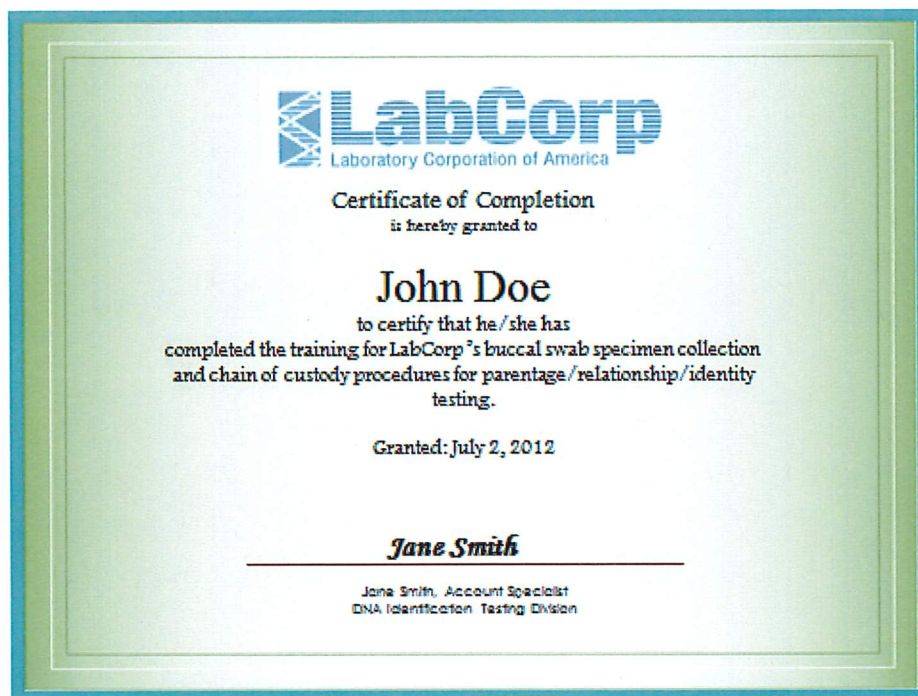 LabCorp
Laboratory Corporation of America
Certificate of Completion
is hereby granted to
John Doe
to certify that he/she has
completed the training for LabCorp's buccal swab specimen collection
and chain of custody procedures for parentage/relationship/identity
testing.
Granted: July 2, 2012
Jane Smith
Jane Smith, Account Specialist
DNA Identification Testing Division